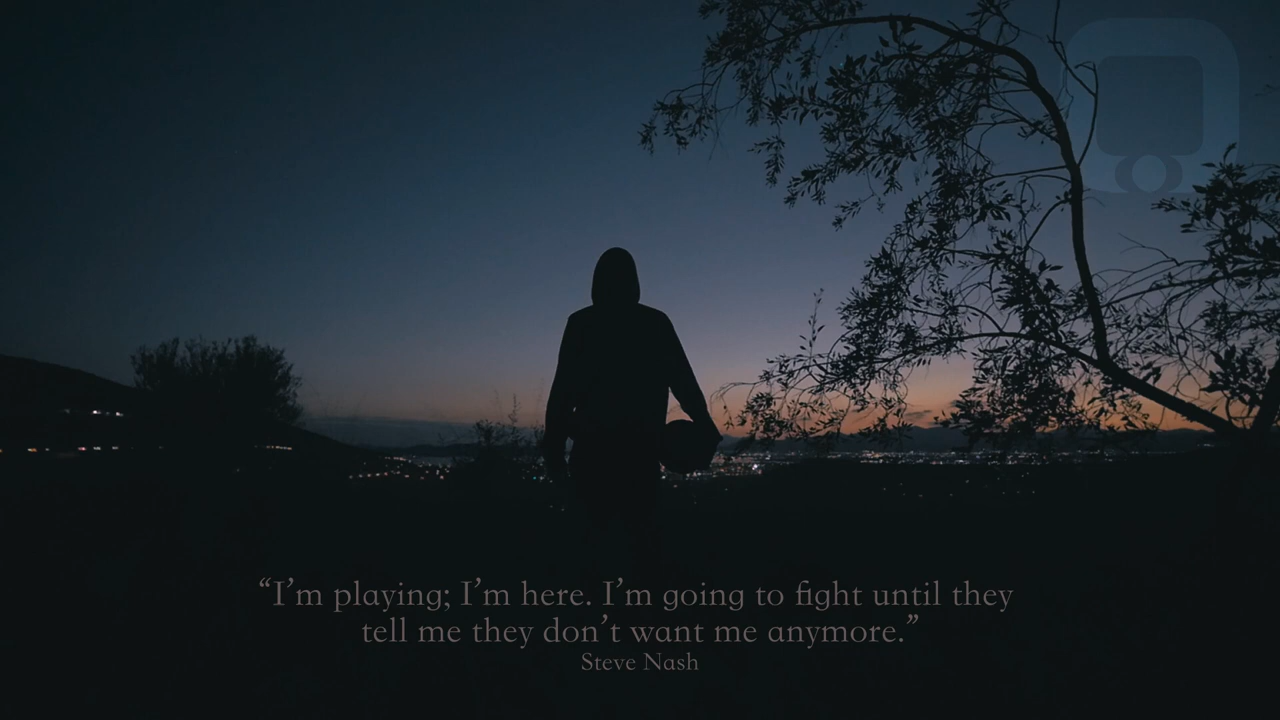 “I’m playing; I’m here. I’m going to fight until they
tell me they don’t want me anymore.”
Steve Nash